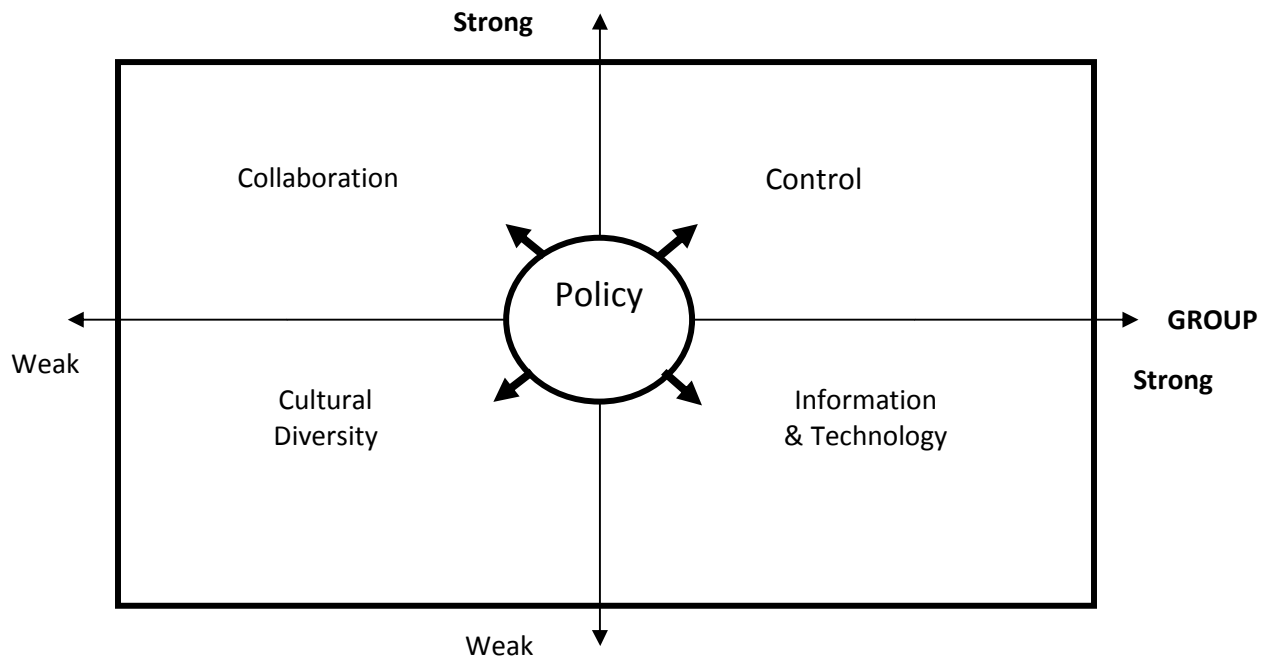 Strong
Collaboration
Control
Policy
GROUP
Weak
Strong
Cultural
Diversity
Information
& Technology
Weak